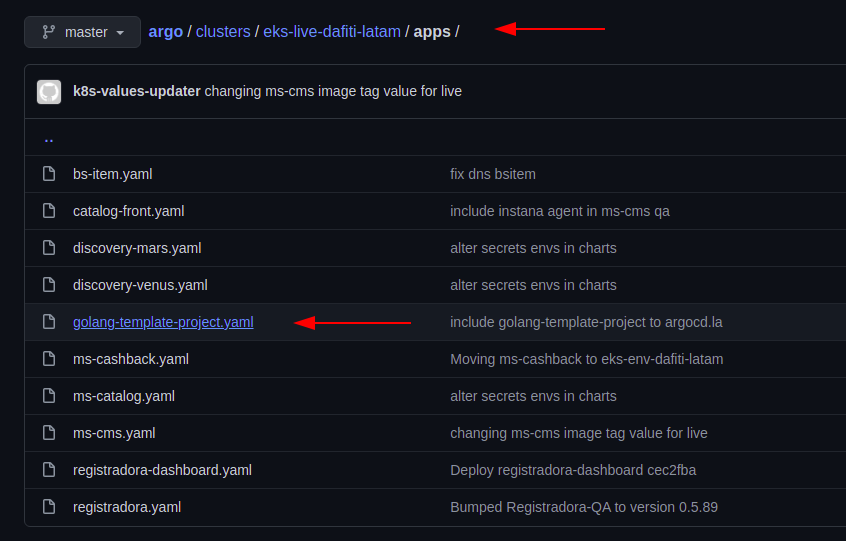 master argo / clusters / eks-live-dafiti-latam / apps /
k8s-values-updater changing ms-cms image tag value for live
..
bs-item.yaml fix dns bsitem
catalog-front.yaml include instana agent in ms-cms qa
discovery-mars.yaml alter secrets envs in charts
discovery-venus.yaml alter secrets envs in charts
golang-template-project.yaml include golang-template-project to argocd.la
ms-cashback.yaml Moving ms-cashback to eks-env-dafiti-latam
ms-catalog.yaml alter secrets envs in charts
ms-cms.yaml changing ms-cms image tag value for live
registradora-dashboard.yaml Deploy registradora-dashboard cec2fba
registradora.yaml Bumped Registradora-QA to version 0.5.89